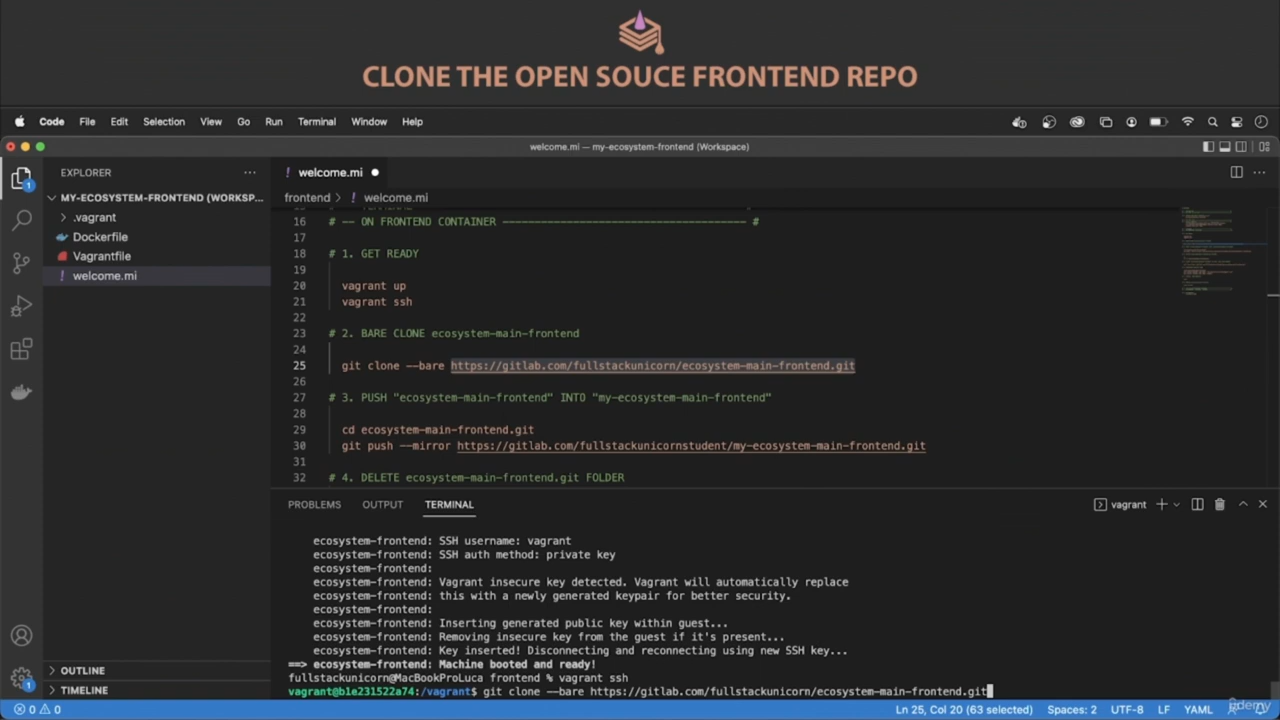 CLONE THE OPEN SOUCE FRONTEND REPO
Code File Edit Selection View Go Run Terminal Window Help
welcome.mi — my-ecosystem-frontend (Workspace)
EXPLORER
MY-ECOSYSTEM-FRONTEND (WORKSP...
.vagrant
Dockerfile
Vagrantfile
welcome.mi
OUTLINE
TIMELINE
1
1
! welcome.mi
frontend > ! welcome.mi
16 # —— ON FRONTEND CONTAINER —————————————————————— #
17
18 # 1. GET READY
19
20 vagrant up
21 vagrant ssh
22
23 # 2. BARE CLONE ecosystem-main-frontend
24
25 git clone --bare https://gitlab.com/fullstackunicorn/ecosystem-main-frontend.git
26
27 # 3. PUSH "ecosystem-main-frontend" INTO "my-ecosystem-main-frontend"
28
29 cd ecosystem-main-frontend.git
30 git push --mirror https://gitlab.com/fullstackunicornstudent/my-ecosystem-main-frontend.git
31
32 # 4. DELETE ecosystem-main-frontend.git FOLDER
PROBLEMS OUTPUT TERMINAL
vagrant
ecosystem-frontend: SSH username: vagrant
ecosystem-frontend: SSH auth method: private key
ecosystem-frontend:
ecosystem-frontend: Vagrant insecure key detected. Vagrant will automatically replace
ecosystem-frontend: this with a newly generated keypair for better security.
ecosystem-frontend:
ecosystem-frontend: Inserting generated public key within guest...
ecosystem-frontend: Removing insecure key from the guest if it's present...
ecosystem-frontend: Key inserted! Disconnecting and reconnecting using new SSH key...
==> ecosystem-frontend: Machine booted and ready!
fullstackunicorn@MacBookProLuca frontend % vagrant ssh
vagrant@b1e231522a74:/vagrant$ git clone --bare https://gitlab.com/fullstackunicorn/ecosystem-main-frontend.git
0 0 Ln 25, Col 20 (63 selected) Spaces: 2 UTF-8 LF YAML
Udemy